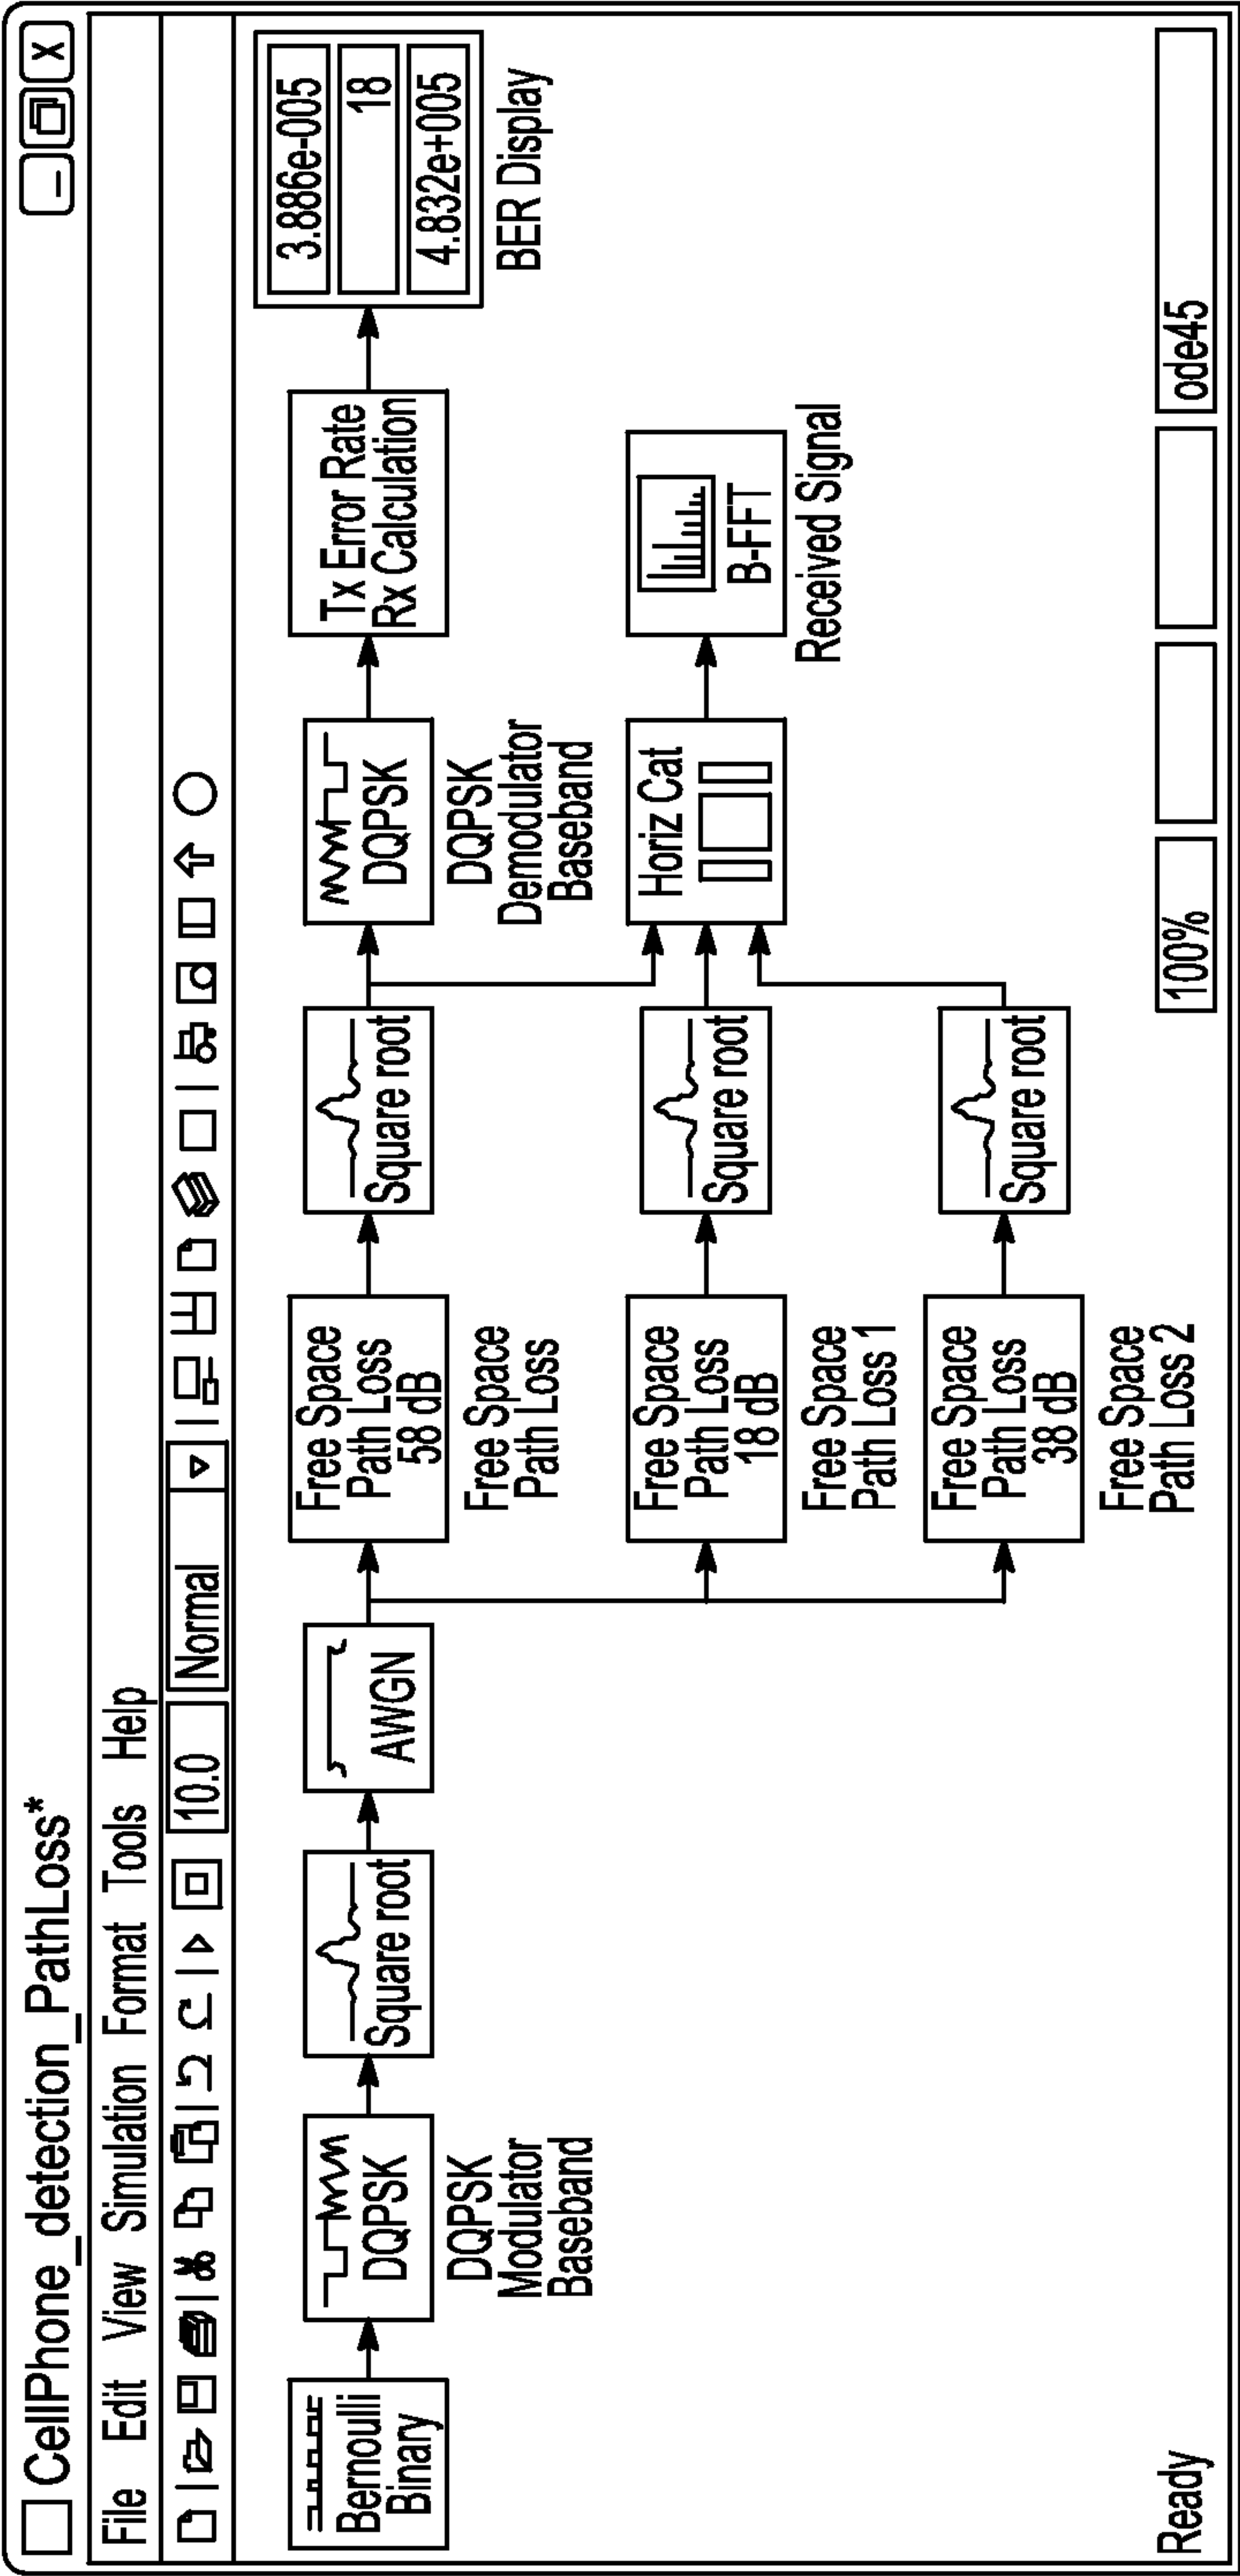 CellPhone_detection_PathLoss*
_ X
File Edit View Simulation Format Tools Help
10.0 Normal
Bernoulli
Binary
DQPSK
DQPSK
Modulator
Baseband
Square root
AWGN
Free Space
Path Loss
58 dB
Free Space
Path Loss
Square root
DQPSK
DQPSK
Demodulator
Baseband
Tx Error Rate
Rx Calculation
3.886e-005
18
4.832e+005
BER Display
Free Space
Path Loss
18 dB
Free Space
Path Loss 1
Square root
Horiz Cat
B-FFT
Received Signal
Free Space
Path Loss
38 dB
Free Space
Path Loss 2
Square root
Ready 100% ode45